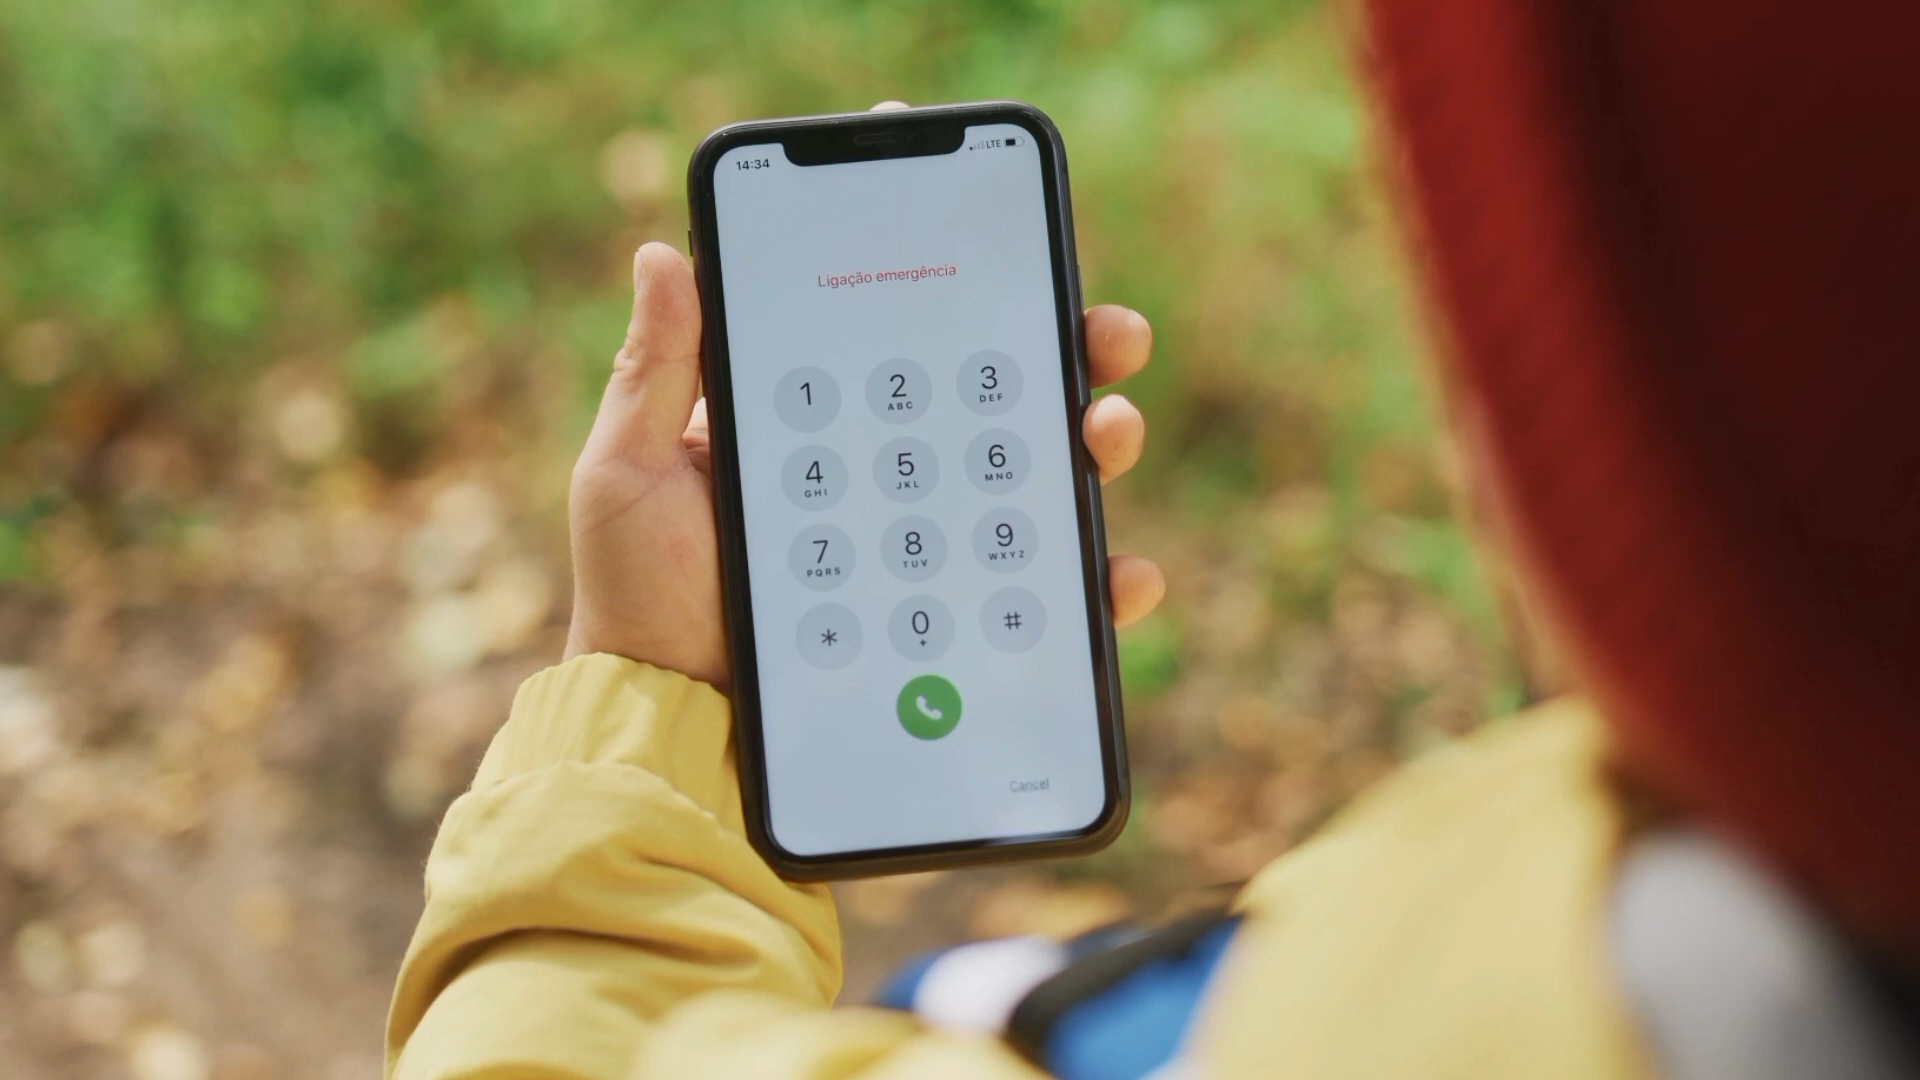 14:34 LTE
Ligação emergência
1 2 3
ABC DEF
4 5 6
GHI JKL MNO
7 8 9
PQRS TUV WXYZ
* 0 #
+
Cancel